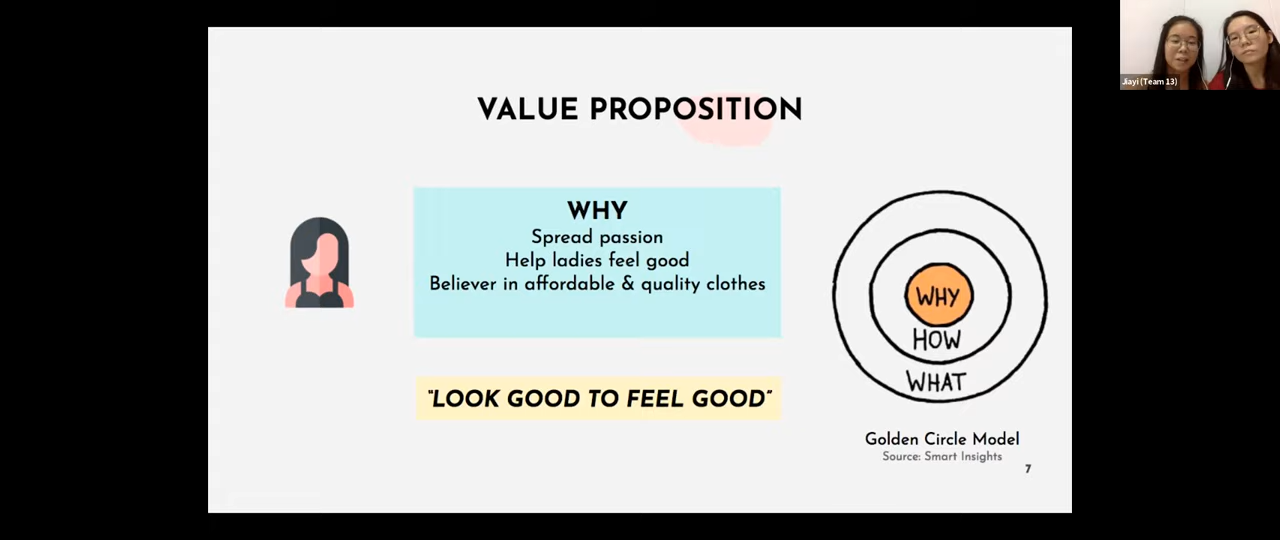 Jiayi (Team 13)
VALUE PROPOSITION
WHY
Spread passion
Help ladies feel good
Believer in affordable & quality clothes
"LOOK GOOD TO FEEL GOOD"
WHY
HOW
WHAT
Golden Circle Model
Source: Smart Insights
7